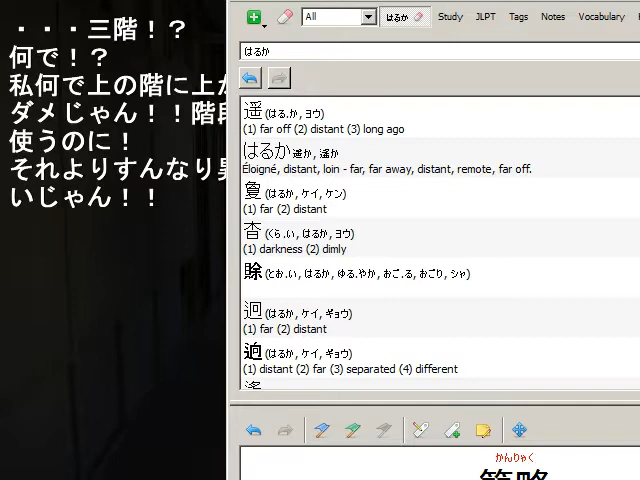 ・・・三階！？
何で！？
私何で上の階に上が
ダメじゃん！！階段
使うのに！
それよりすんなり異
いじゃん！！
All
はるか
Study
JLPT
Tags
Notes
Vocabulary
はるか
遥 (はる.か, ヨウ)
(1) far off (2) distant (3) long ago
はるか 遥か, 遙か
Éloigné, distant, loin - far, far away, distant, remote, far off.
敻 (はるか, ケイ, ケン)
(1) far (2) distant
杳 (くら.い, はるか, ヨウ)
(1) darkness (2) dimly
賖 (とお.い, はるか, ゆる.やか, おご.る, おごり, シャ)
迥 (はるか, ケイ, ギョウ)
(1) far (2) distant
逈 (はるか, ケイ, ギョウ)
(1) distant (2) far (3) separated (4) different
かんりゃく
簡略